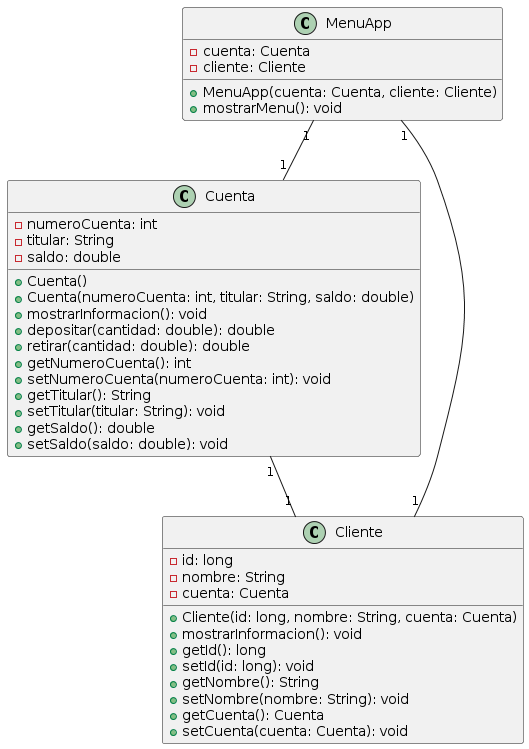 C MenuApp
cuenta: Cuenta
cliente: Cliente
MenuApp(cuenta: Cuenta, cliente: Cliente)
mostrarMenu(): void
1 1
1
C Cuenta
numeroCuenta: int
titular: String
saldo: double
Cuenta()
Cuenta(numeroCuenta: int, titular: String, saldo: double)
mostrarInformacion(): void
depositar(cantidad: double): double
retirar(cantidad: double): double
getNumeroCuenta(): int
setNumeroCuenta(numeroCuenta: int): void
getTitular(): String
setTitular(titular: String): void
getSaldo(): double
setSaldo(saldo: double): void
1
1 1
C Cliente
id: long
nombre: String
cuenta: Cuenta
Cliente(id: long, nombre: String, cuenta: Cuenta)
mostrarInformacion(): void
getId(): long
setId(id: long): void
getNombre(): String
setNombre(nombre: String): void
getCuenta(): Cuenta
setCuenta(cuenta: Cuenta): void